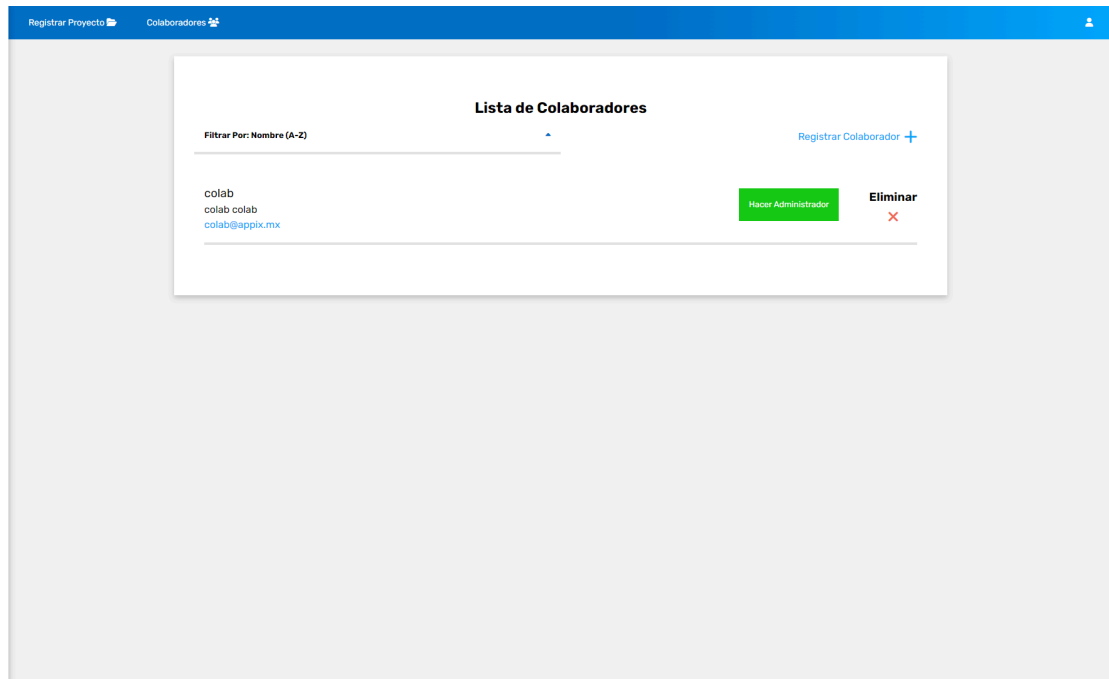 Registrar Proyecto
Colaboradores
Lista de Colaboradores
Filtrar Por: Nombre (A-Z)
Registrar Colaborador
colab
colab colab
colab@appix.mx
Hacer Administrador
Eliminar